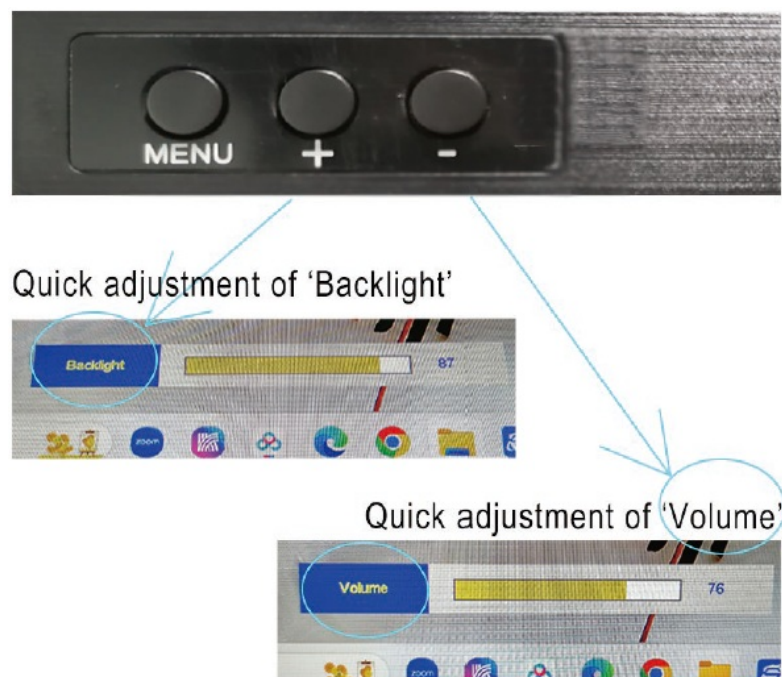 MENU + -
Quick adjustment of ‘Backlight’
Backlight 87
zoom
Quick adjustment of ‘Volume’
Volume 76
zoom